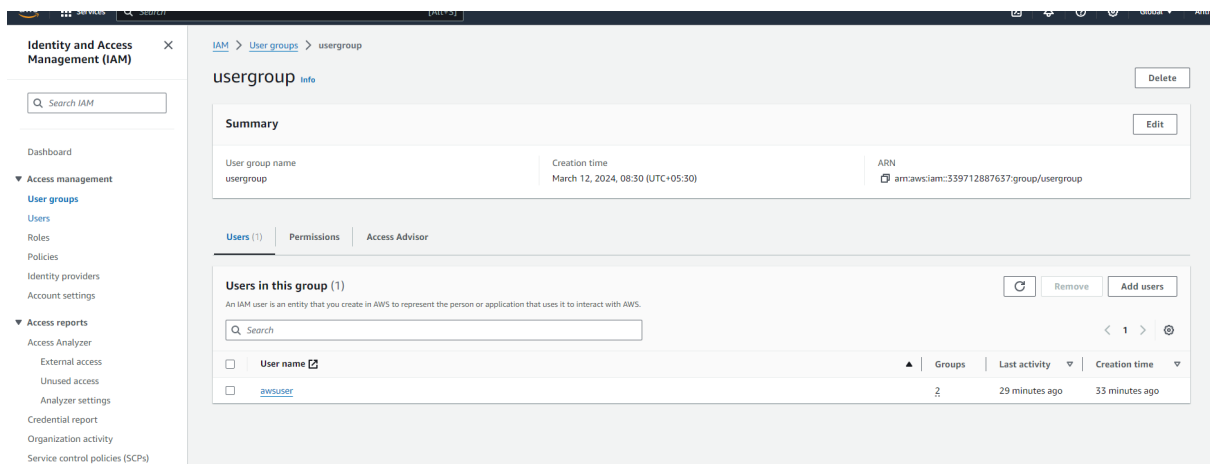 Services
Search
[Alt+S]
Global
Identity and Access
Management (IAM)
Search IAM
Dashboard
Access management
User groups
Users
Roles
Policies
Identity providers
Account settings
Access reports
Access Analyzer
External access
Unused access
Analyzer settings
Credential report
Organization activity
Service control policies (SCPs)
IAM > User groups > usergroup
usergroup Info
Delete
Summary
Edit
User group name
usergroup
Creation time
March 12, 2024, 08:30 (UTC+05:30)
ARN
arn:aws:iam::339712887637:group/usergroup
Users (1) Permissions Access Advisor
Users in this group (1)
Remove Add users
An IAM user is an entity that you create in AWS to represent the person or application that uses it to interact with AWS.
Search
1
User name Groups Last activity Creation time
awsuser 2 29 minutes ago 33 minutes ago